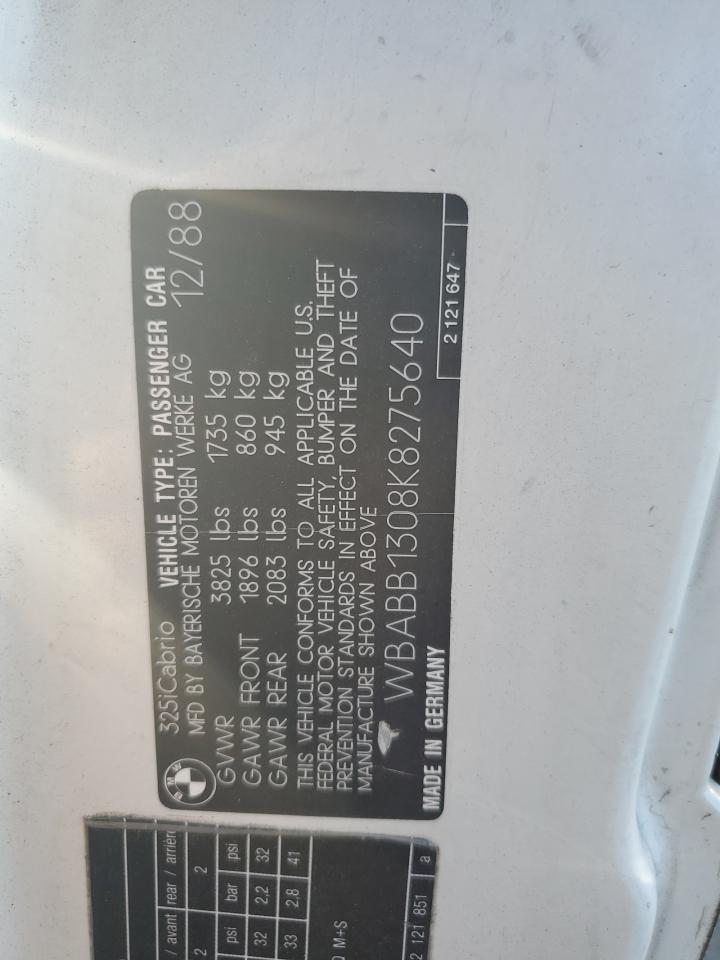 325iCabrio VEHICLE TYPE: PASSENGER CAR
MFD BY BAYERISCHE MOTOREN WERKE AG 12/88
GVWR 3825 lbs 1735 kg
GAWR FRONT 1896 lbs 860 kg
GAWR REAR 2083 lbs 945 kg
THIS VEHICLE CONFORMS TO ALL APPLICABLE U.S.
FEDERAL MOTOR VEHICLE SAFETY, BUMPER AND THEFT
PREVENTION STANDARDS IN EFFECT ON THE DATE OF
MANUFACTURE SHOWN ABOVE
WBABB1308K8275640
MADE IN GERMANY 2 121 647
BMW
/ avant rear / arrière
2 2
psi bar psi
32 2,2 32
33 2,8 41
M+S
2 121 851 a